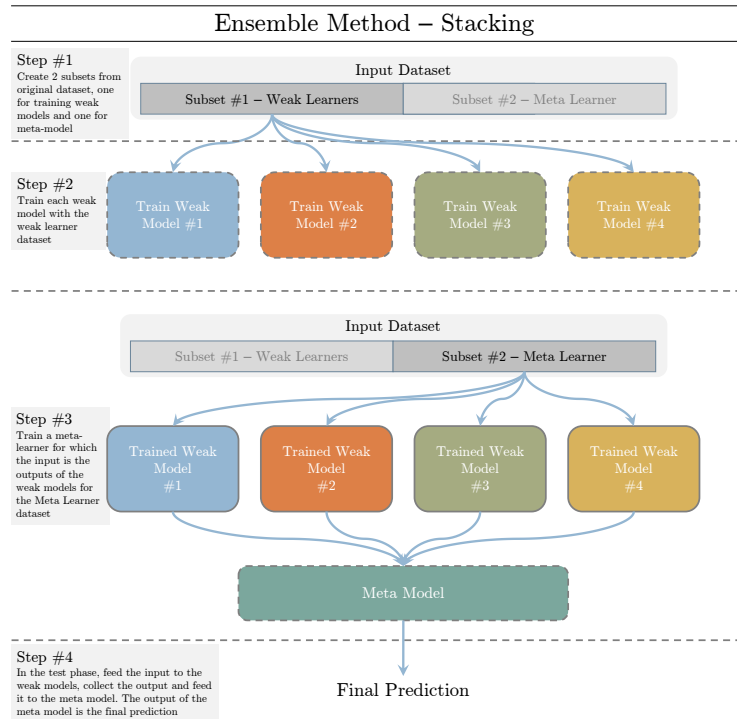 Ensemble Method – Stacking
Step #1
Create 2 subsets from
original dataset, one
for training weak
models and one for
meta-model
Input Dataset
Subset #1 – Weak Learners
Subset #2 – Meta Learner
Step #2
Train each weak
model with the
weak learner
dataset
Train Weak
Model #1
Train Weak
Model #2
Train Weak
Model #3
Train Weak
Model #4
Input Dataset
Subset #1 – Weak Learners
Subset #2 – Meta Learner
Step #3
Train a meta-
learner for which
the input is the
outputs of the
weak models for
the Meta Learner
dataset
Trained Weak
Model
#1
Trained Weak
Model
#2
Trained Weak
Model
#3
Trained Weak
Model
#4
Meta Model
Step #4
In the test phase, feed the input to the
weak models, collect the output and feed
it to the meta model. The output of the
meta model is the final prediction
Final Prediction